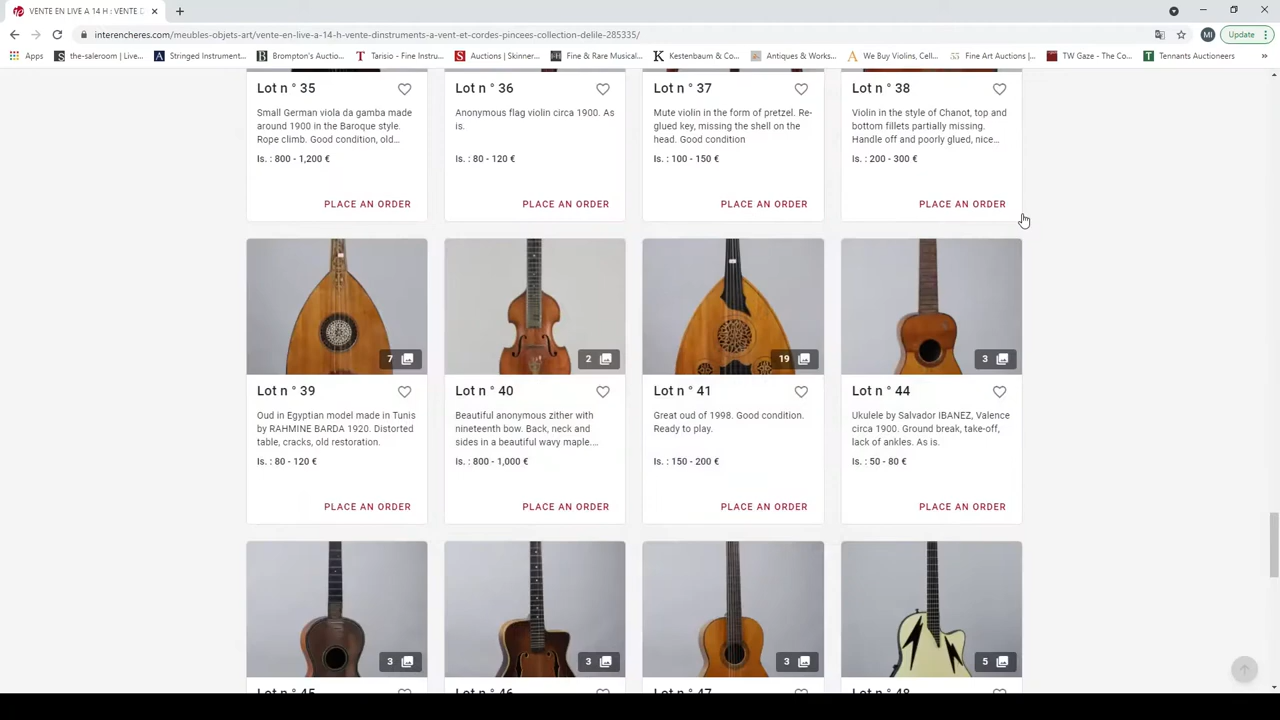 VENTE EN LIVE A 14 H : VENTE D
interencheres.com/meubles-objets-art/vente-en-live-a-14-h-vente-dinstruments-a-vent-et-cordes-pincees-collection-delile-285335/
MI
Update
Apps
the-saleroom | Live...
Stringed Instrument...
Brompton's Auctio...
Tarisio - Fine Instru...
Auctions | Skinner...
Fine & Rare Musical...
Kestenbaum & Co...
Antiques & Works...
We Buy Violins, Cell...
Fine Art Auctions |...
TW Gaze - The Co...
Tennants Auctioneers
»
Lot n ° 35
Small German viola da gamba made
around 1900 in the Baroque style.
Rope climb. Good condition, old...
Is. : 800 - 1,200 €
PLACE AN ORDER
Lot n ° 36
Anonymous flag violin circa 1900. As
is.
Is. : 80 - 120 €
PLACE AN ORDER
Lot n ° 37
Mute violin in the form of pretzel. Re-
glued key, missing the shell on the
head. Good condition
Is. : 100 - 150 €
PLACE AN ORDER
Lot n ° 38
Violin in the style of Chanot, top and
bottom fillets partially missing.
Handle off and poorly glued, nice...
Is. : 200 - 300 €
PLACE AN ORDER
7
Lot n ° 39
Oud in Egyptian model made in Tunis
by RAHMINE BARDA 1920. Distorted
table, cracks, old restoration.
Is. : 80 - 120 €
PLACE AN ORDER
2
Lot n ° 40
Beautiful anonymous zither with
nineteenth bow. Back, neck and
sides in a beautiful wavy maple....
Is. : 800 - 1,000 €
PLACE AN ORDER
19
Lot n ° 41
Great oud of 1998. Good condition.
Ready to play.
Is. : 150 - 200 €
PLACE AN ORDER
3
Lot n ° 44
Ukulele by Salvador IBANEZ, Valence
circa 1900. Ground break, take-off,
lack of ankles. As is.
Is. : 50 - 80 €
PLACE AN ORDER
3
Lot n ° 45
3
Lot n ° 46
3
Lot n ° 47
5
Lot n ° 48